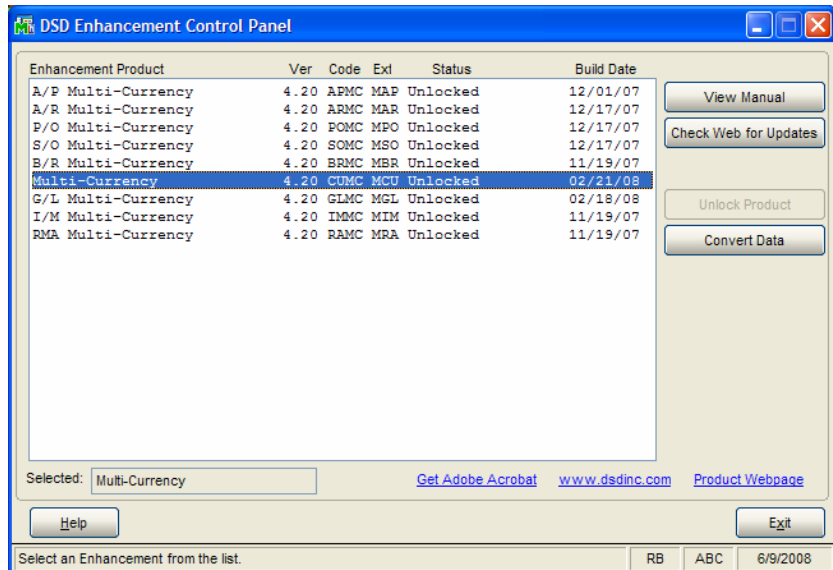 DSD Enhancement Control Panel
Enhancement Product Ver Code Ext Status Build Date
A/P Multi-Currency 4.20 APMC MAP Unlocked 12/01/07
A/R Multi-Currency 4.20 ARMC MAR Unlocked 12/17/07
P/O Multi-Currency 4.20 POMC MPO Unlocked 12/17/07
S/O Multi-Currency 4.20 SOMC MSO Unlocked 12/17/07
B/R Multi-Currency 4.20 BRMC MBR Unlocked 11/19/07
Multi-Currency 4.20 CUMC MCU Unlocked 02/21/08
G/L Multi-Currency 4.20 GLMC MGL Unlocked 02/18/08
I/M Multi-Currency 4.20 IMMC MIM Unlocked 11/19/07
RMA Multi-Currency 4.20 RAMC MRA Unlocked 11/19/07
View Manual
Check Web for Updates
Unlock Product
Convert Data
Selected: Multi-Currency Get Adobe Acrobat www.dsdinc.com Product Webpage
Help Exit
Select an Enhancement from the list. RB ABC 6/9/2008